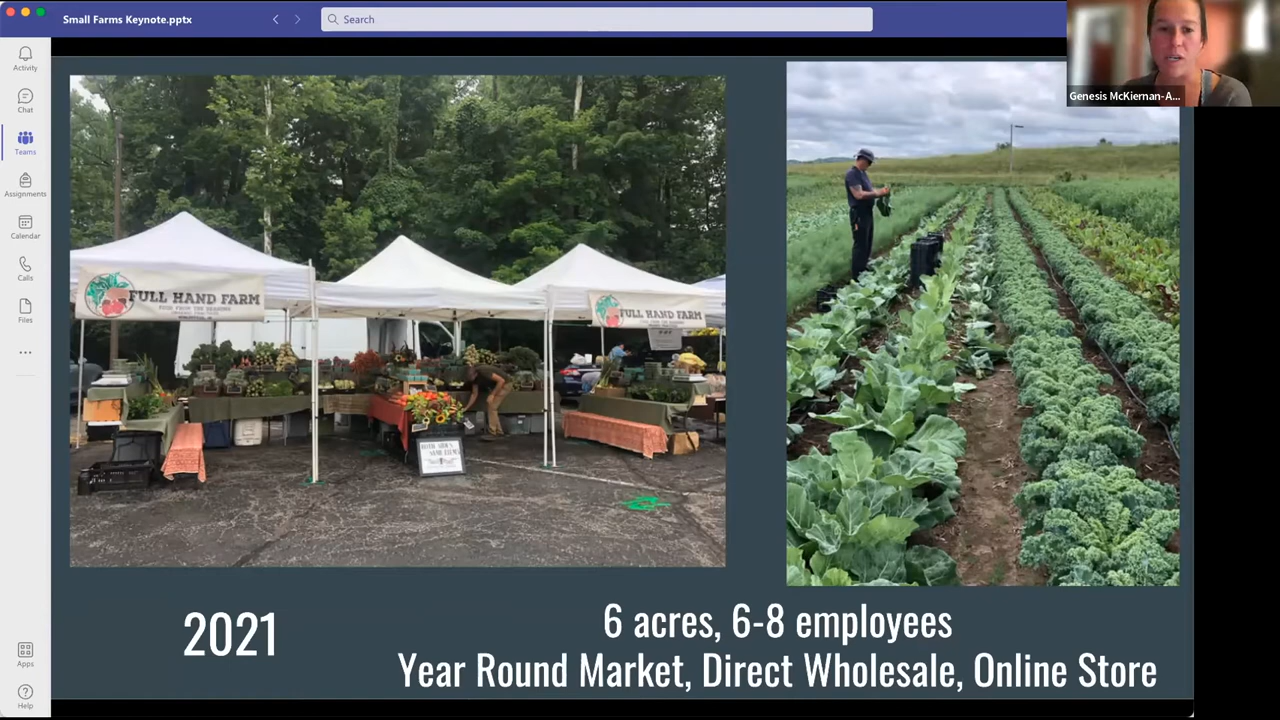 Small Farms Keynote.pptx
Search
Genesis McKiernan-A...
Activity
Chat
Teams
Assignments
Calendar
Calls
Files
Apps
Help
FULL HAND FARM
FULL HAND FARM
2021
6 acres, 6-8 employees
Year Round Market, Direct Wholesale, Online Store